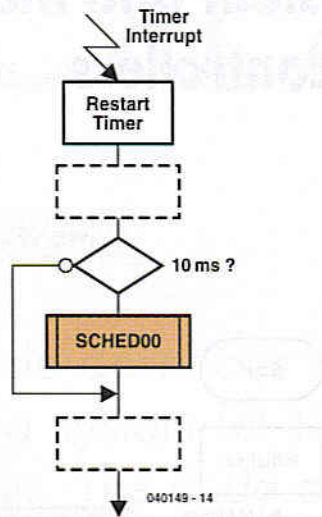 Timer
Interrupt
Restart
Timer
10 ms ?
SCHED00
040149 - 14